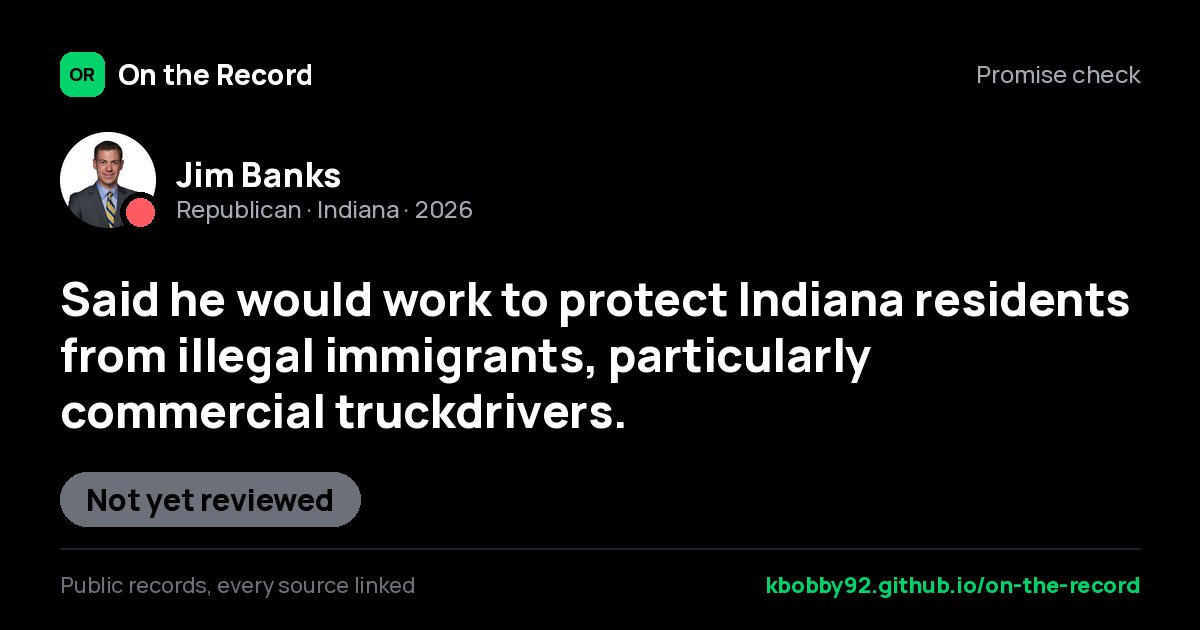 OR On the Record
Promise check
Jim Banks
Republican · Indiana · 2026
Said he would work to protect Indiana residents
from illegal immigrants, particularly
commercial truckdrivers.
Not yet reviewed
Public records, every source linked
kbobby92.github.io/on-the-record